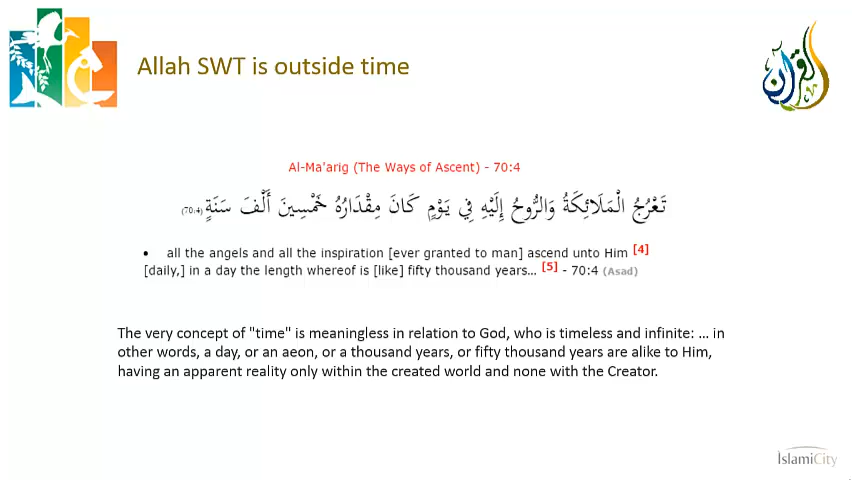 Allah SWT is outside time
القرآن
Al-Ma'arig (The Ways of Ascent) - 70:4
تَعْرُجُ الْمَلَائِكَةُ وَالرُّوحُ إِلَيْهِ فِي يَوْمٍ كَانَ مِقْدَارُهُ خَمْسِينَ أَلْفَ سَنَةٍ (70:4)
• all the angels and all the inspiration [ever granted to man] ascend unto Him [4]
[daily,] in a day the length whereof is [like] fifty thousand years... [5] - 70:4 (Asad)
The very concept of "time" is meaningless in relation to God, who is timeless and infinite: ... in
other words, a day, or an aeon, or a thousand years, or fifty thousand years are alike to Him,
having an apparent reality only within the created world and none with the Creator.
IslamiCity